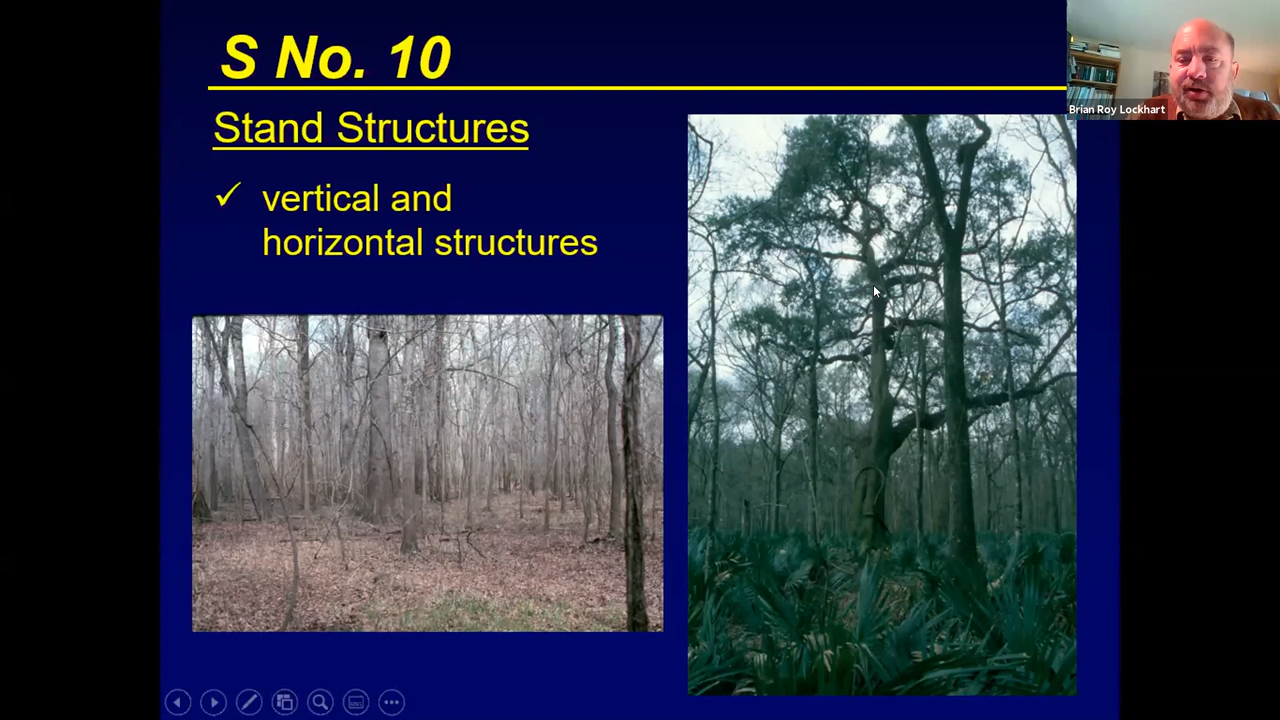 S No. 10
Brian Roy Lockhart
Stand Structures
✓ vertical and
horizontal structures